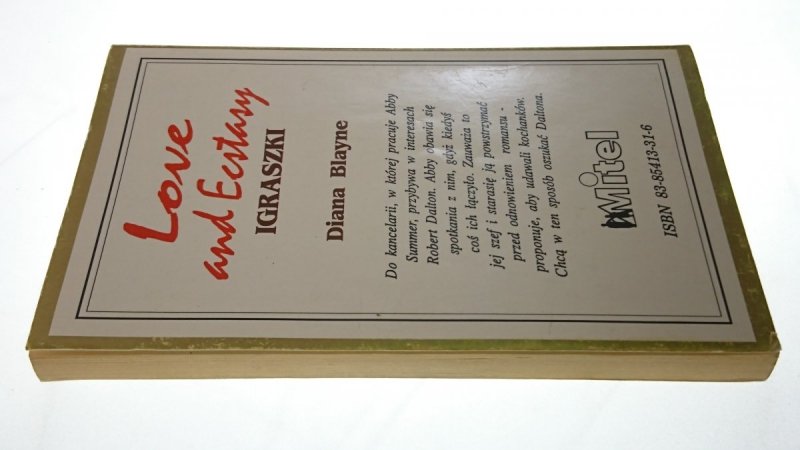 Love
and Ecstasy
IGRASZKI
Diana Blayne
Do kancelarii, w której pracuje Abby
Summer, przybywa w interesach
Robert Dalton. Abby obawia się
spotkania z nim, gdyż kiedyś
coś ich łączyło. Zauważa to
jej szef i starasię ją powstrzymać
przed odnowieniem romansu -
proponuje, aby udawali kochanków.
Chcą w ten sposób oszukać Daltona.
Mitel
ISBN 83-85413-31-6